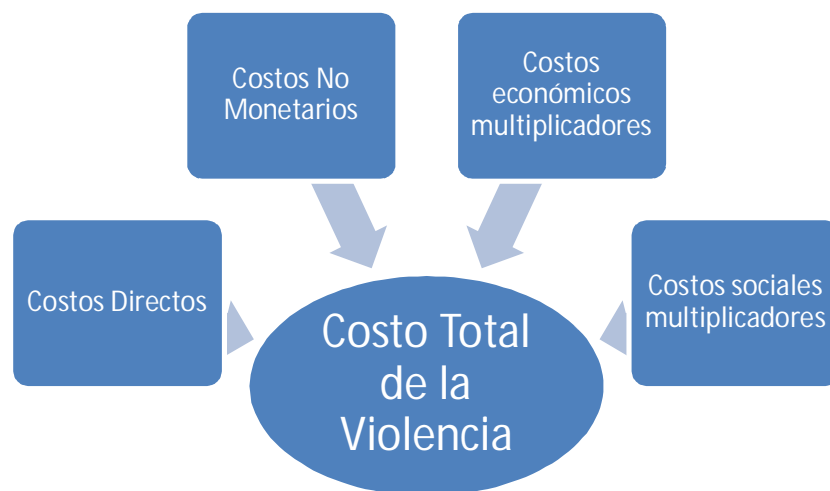 Costos No
Monetarios
Costos
económicos
multiplicadores
Costos Directos
Costos sociales
multiplicadores
Costo Total
de la
Violencia